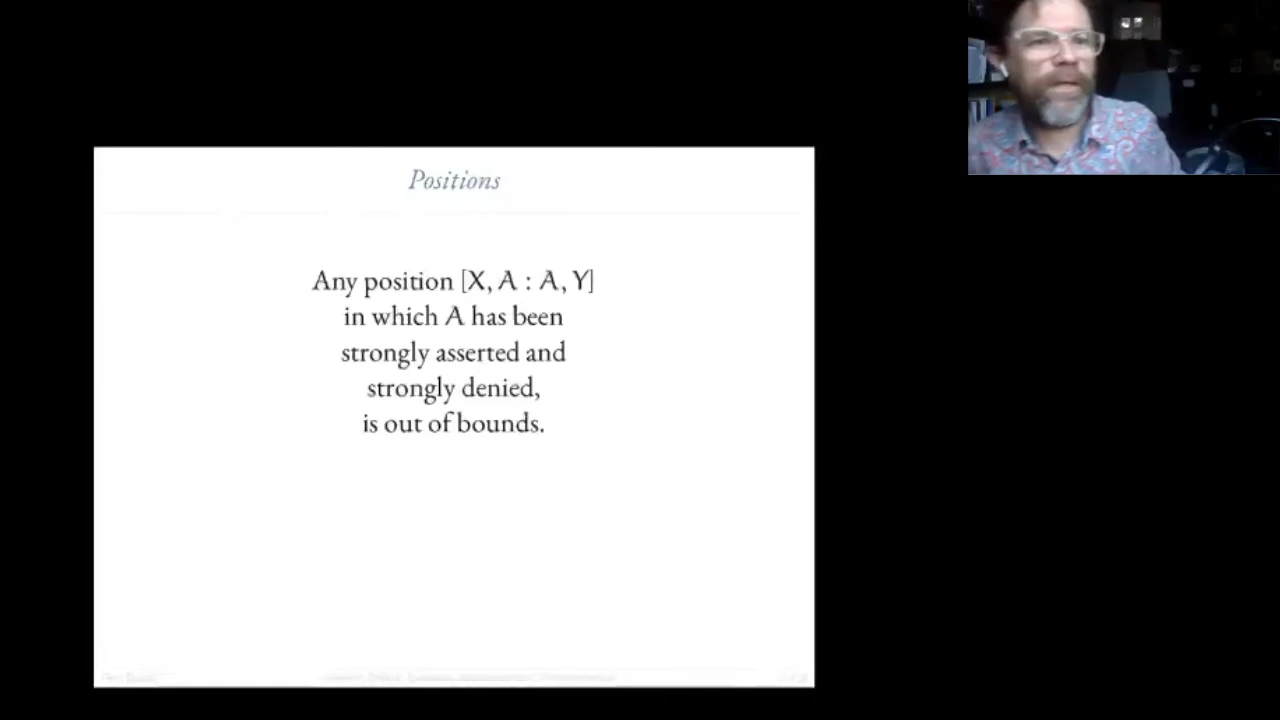 Positions
Any position [X, A : A, Y]
in which A has been
strongly asserted and
strongly denied,
is out of bounds.